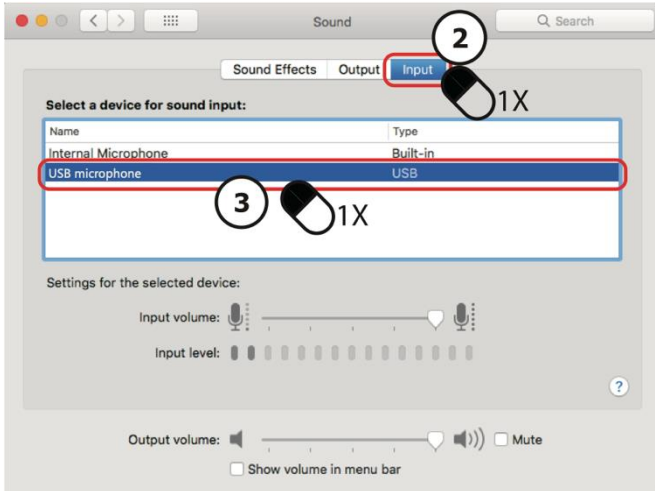 Sound
Search
2
Sound Effects Output Input
1X
Select a device for sound input:
Name Type
Internal Microphone Built-in
USB microphone USB
3
1X
Settings for the selected device:
Input volume:
Input level:
?
Output volume: Mute
Show volume in menu bar